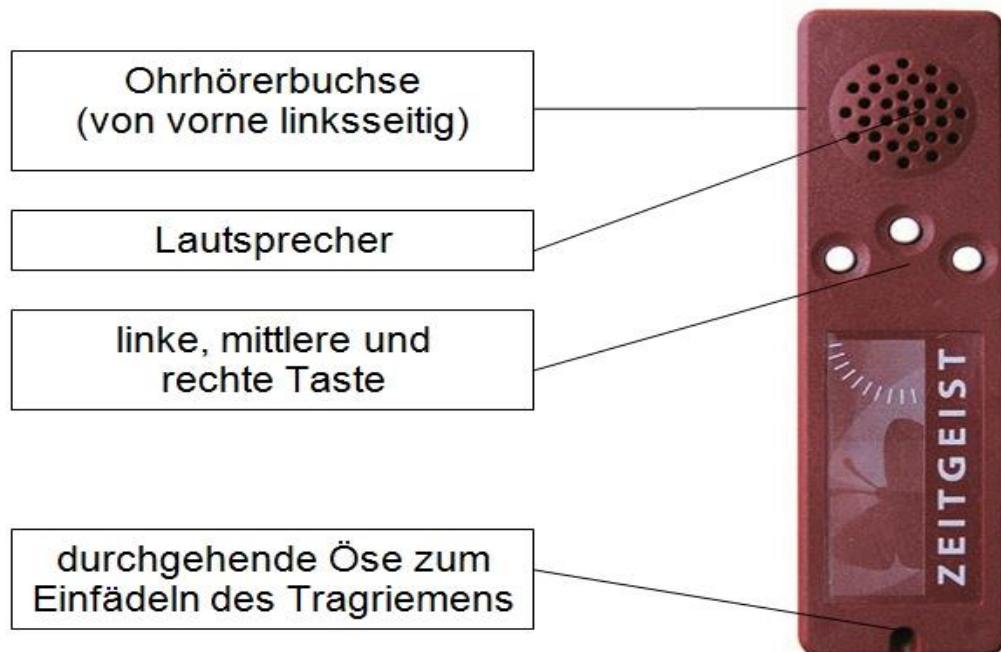 Ohrhörerbuchse
(von vorne linksseitig)
Lautsprecher
linke, mittlere und
rechte Taste
durchgehende Öse zum
Einfädeln des Tragriemens
ZEITGEIST